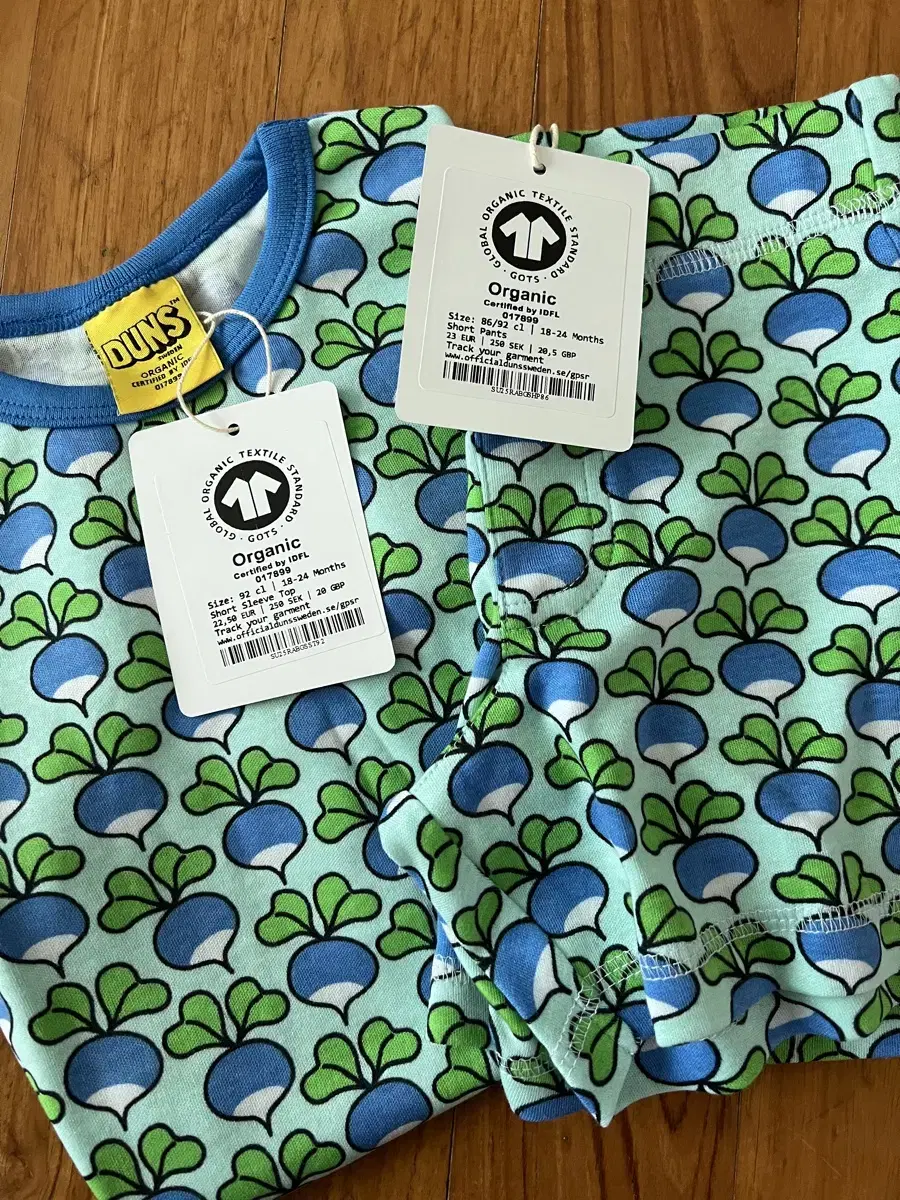 DUNS™
SWEDEN
ORGANIC
CERTIFIED BY
017899
GLOBAL ORGANIC TEXTILE STANDARD
· GOTS ·
Organic
Certified by IDFL
017899
Size: 92 cl | 18-24 Months
Short Sleeve Top
22,50 EUR | 250 SEK | 20 GBP
Track your garment
www.officialdunssweden.se/gpsr
SU25RABGSST92
GLOBAL ORGANIC TEXTILE STANDARD
· GOTS ·
Organic
Certified by IDFL
017899
Size: 86/92 cl | 18-24 Months
Short Pants
23 EUR | 250 SEK | 20,5 GBP
Track your garment
www.officialdunssweden.se/gpsr
SU25RABGSHP86